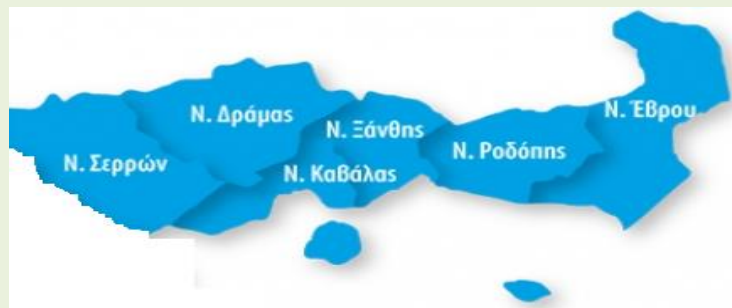 Ν. Δράμας
Ν. Ξάνθης
Ν. Έβρου
Ν. Σερρών
Ν. Καβάλας
Ν. Ροδόπης